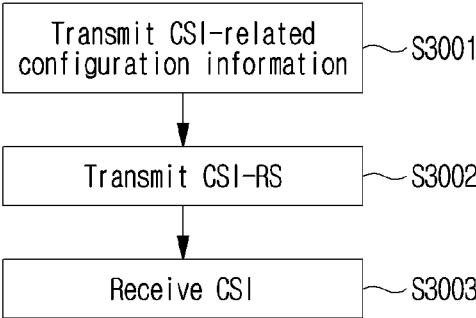 Transmit CSI-related
configuration information
S3001
Transmit CSI-RS
S3002
Receive CSI
S3003